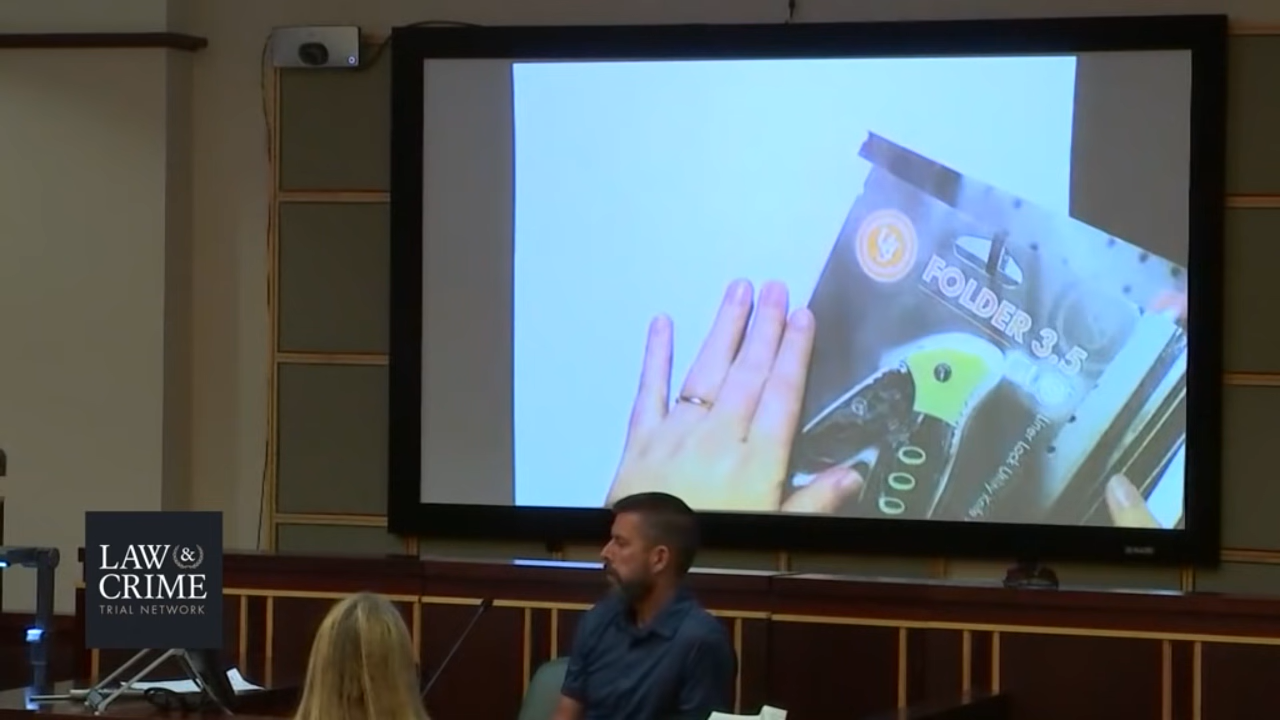 FOLDER 3.5
Liner Lock Utility Knife
LAW &
CRIME
TRIAL NETWORK